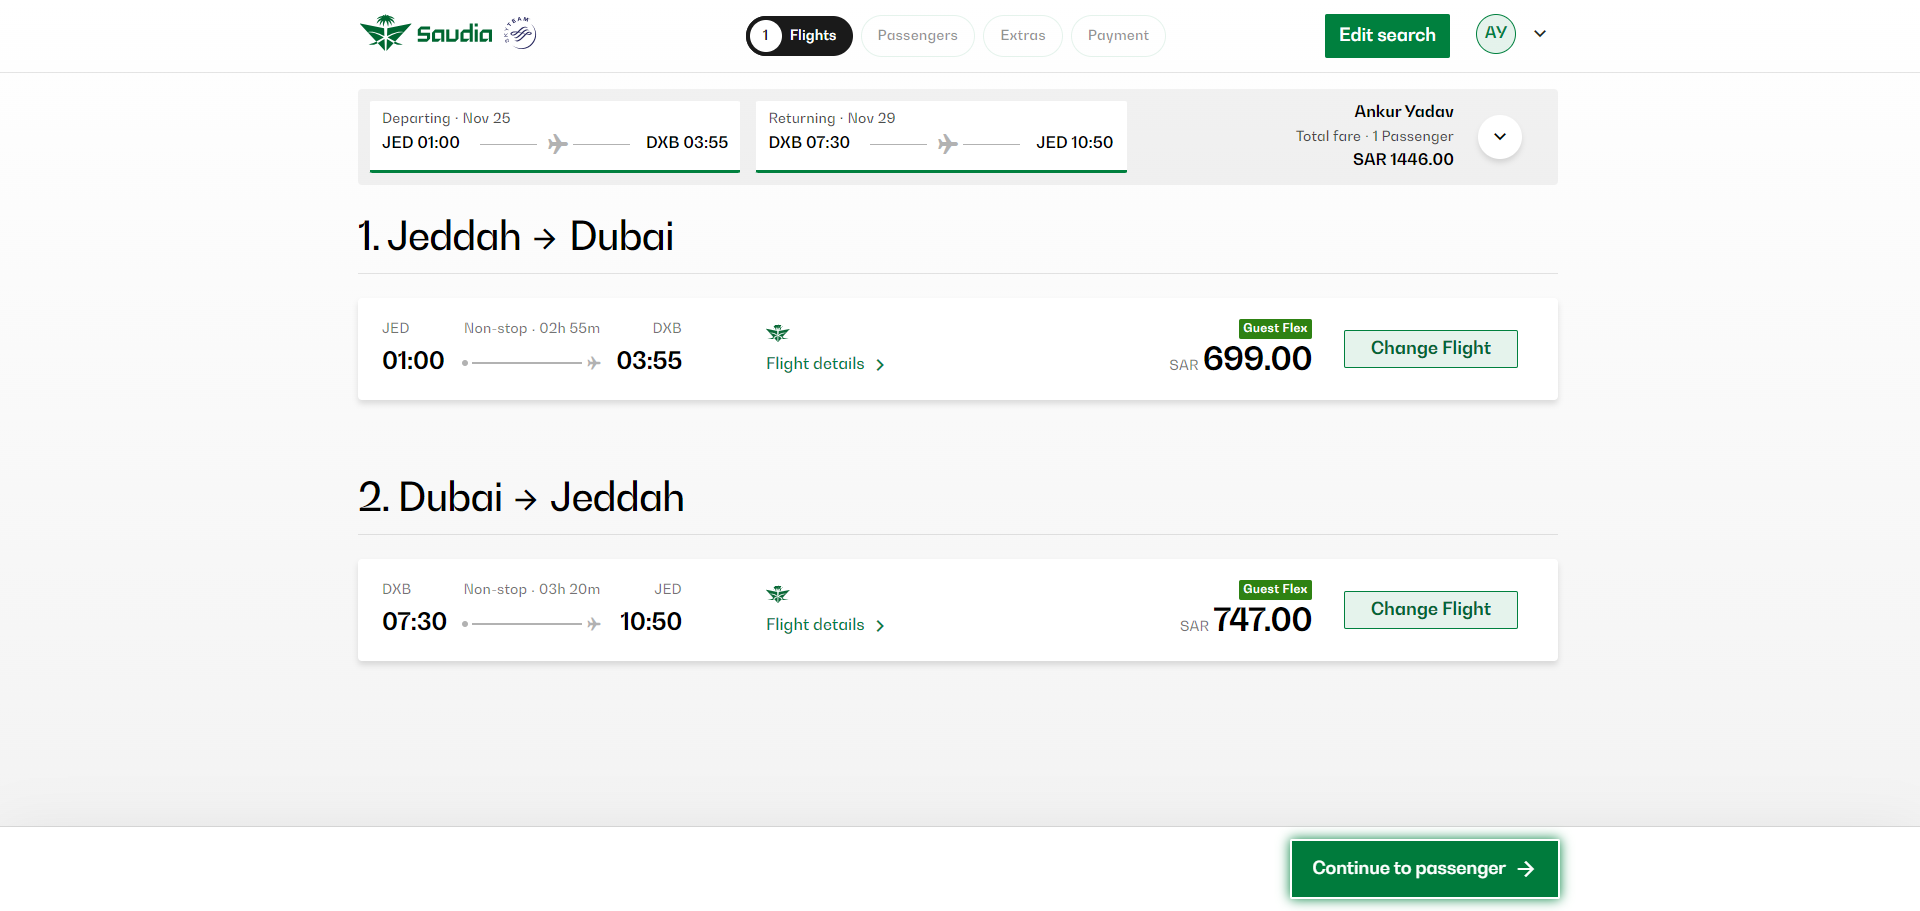 Saudia
SKYTEAM
1 Flights
Passengers
Extras
Payment
Edit search
AY
Departing · Nov 25
JED 01:00 DXB 03:55
Returning · Nov 29
DXB 07:30 JED 10:50
Ankur Yadav
Total fare · 1 Passenger
SAR 1446.00
1. Jeddah → Dubai
JED Non-stop · 02h 55m DXB
01:00 03:55
Flight details
Guest Flex
SAR 699.00
Change Flight
2. Dubai → Jeddah
DXB Non-stop · 03h 20m JED
07:30 10:50
Flight details
Guest Flex
SAR 747.00
Change Flight
Continue to passenger →